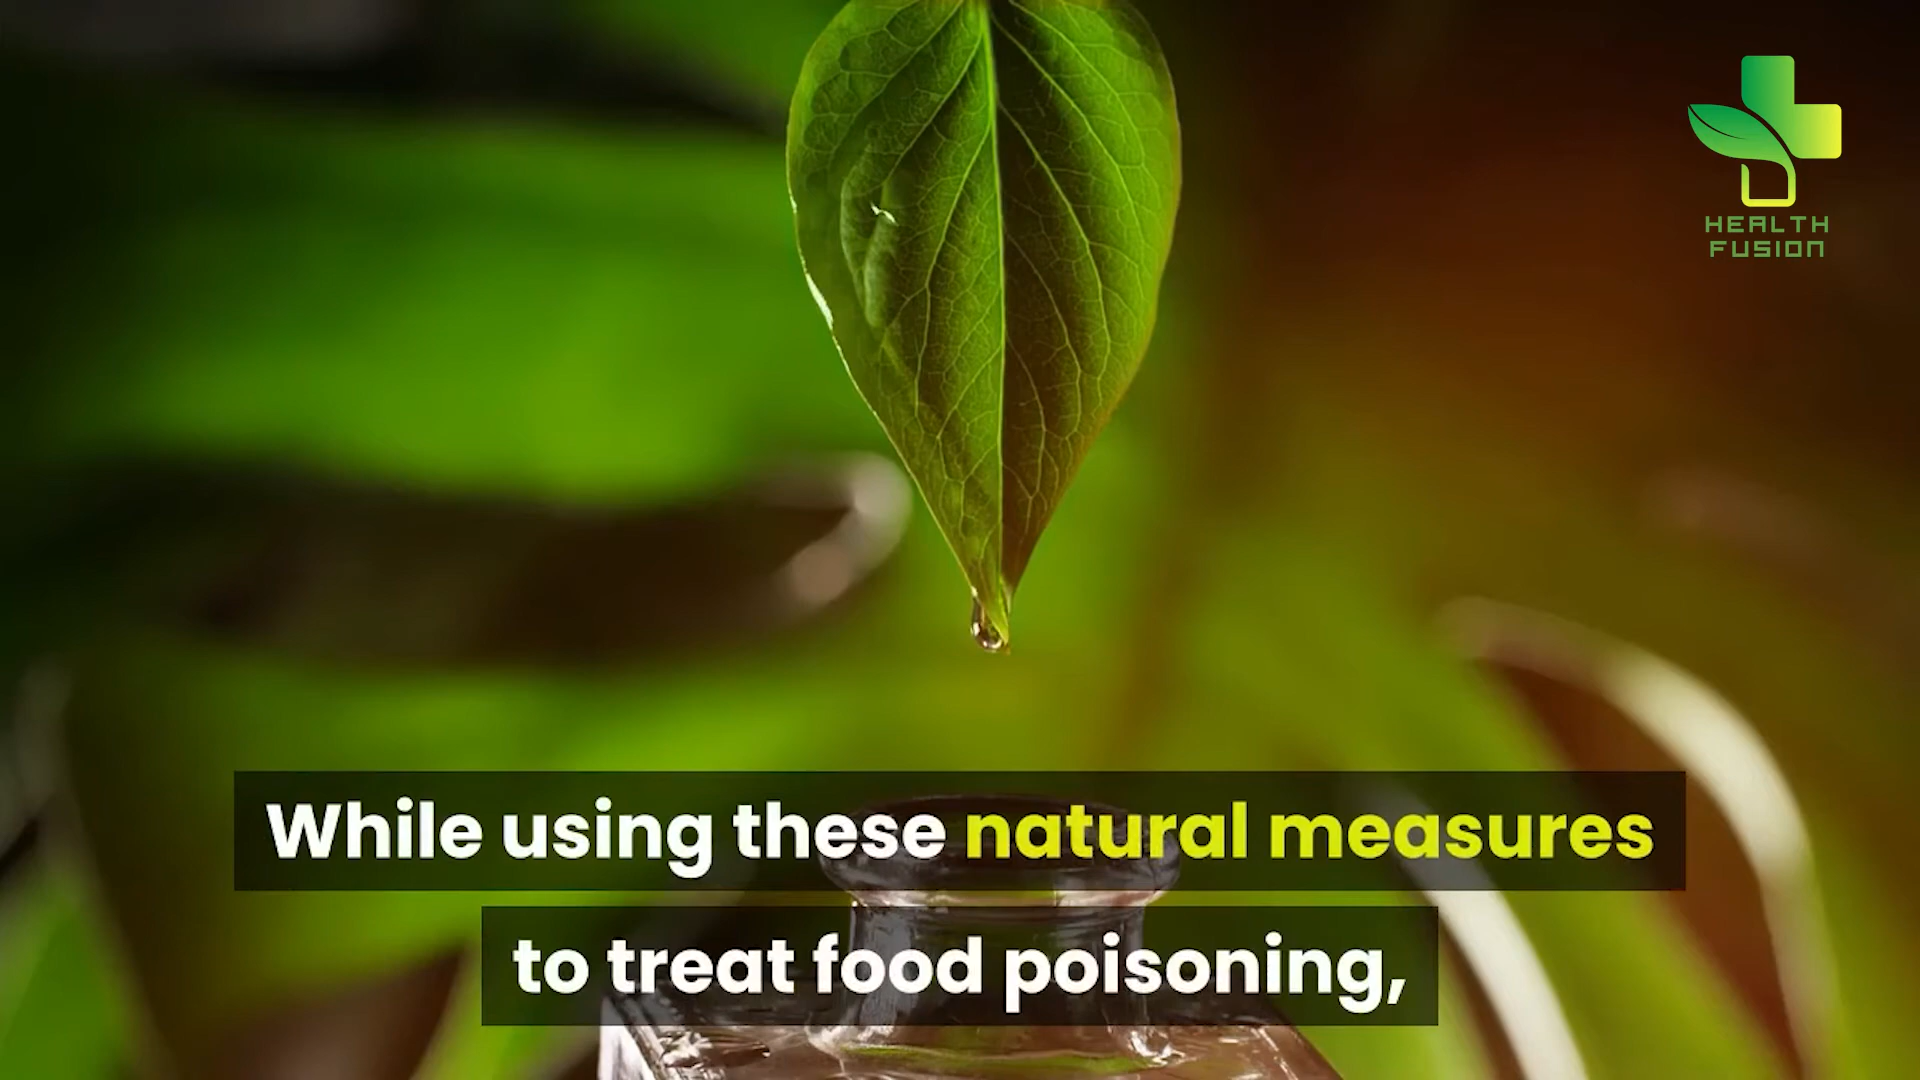 HEALTH
FUSION
While using these natural measures
to treat food poisoning,